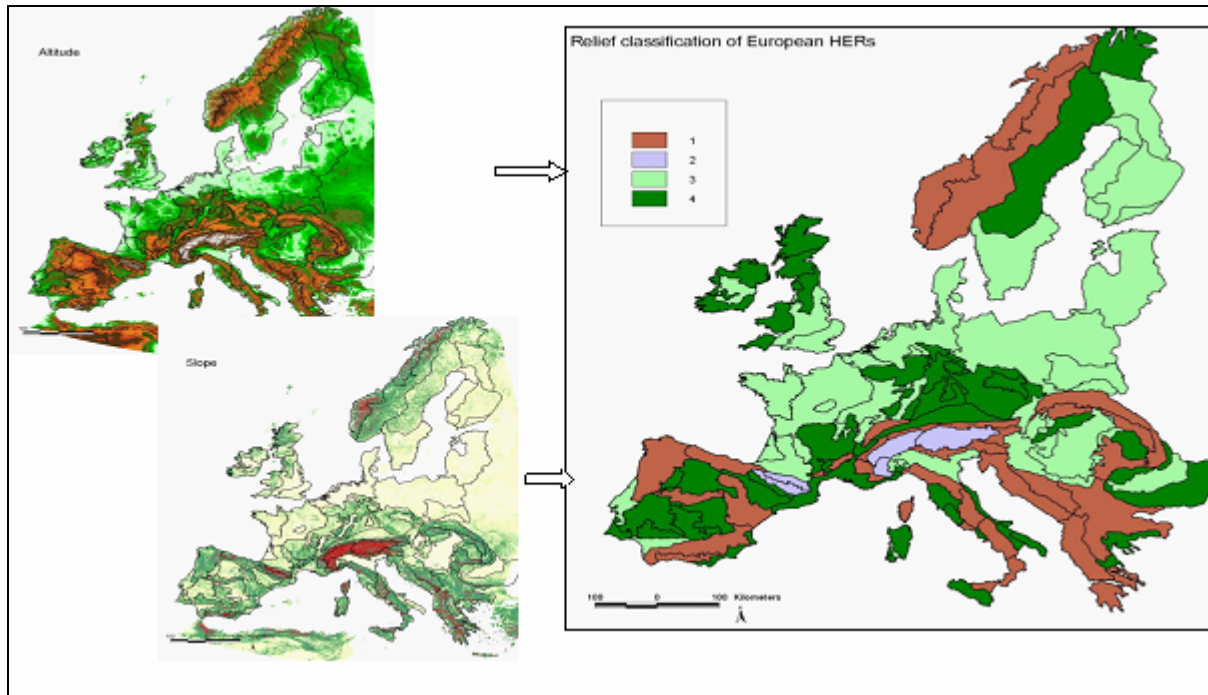 Altitude
Slope
Relief classification of European HERs
1
2
3
4
100 0 100 Kilometers